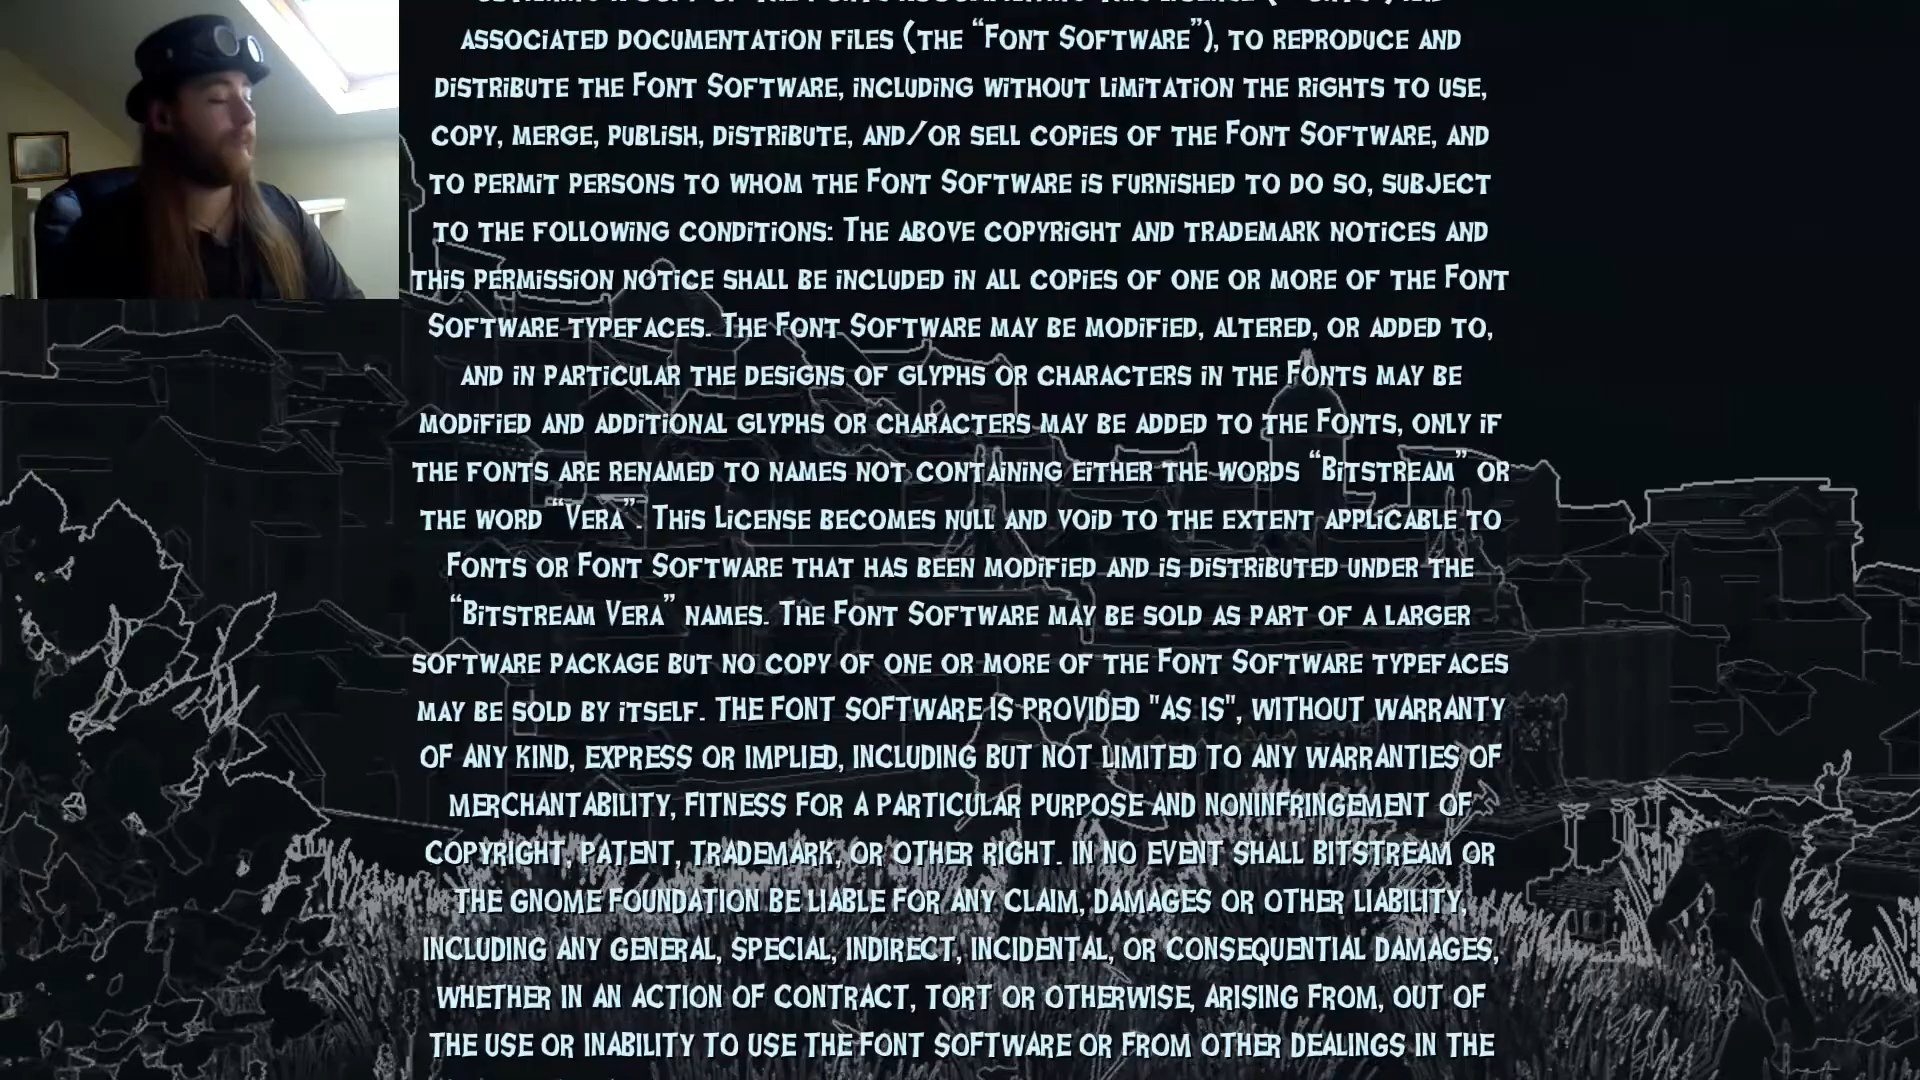 associated documentation files (the “Font Software”), to reproduce and
distribute the Font Software, including without limitation the rights to use,
copy, merge, publish, distribute, and/or sell copies of the Font Software, and
to permit persons to whom the Font Software is furnished to do so, subject
to the following conditions: The above copyright and trademark notices and
this permission notice shall be included in all copies of one or more of the Font
Software typefaces. The Font Software may be modified, altered, or added to,
and in particular the designs of glyphs or characters in the Fonts may be
modified and additional glyphs or characters may be added to the Fonts, only if
the fonts are renamed to names not containing either the words “Bitstream” or
the word “Vera”. This License becomes null and void to the extent applicable to
Fonts or Font Software that has been modified and is distributed under the
“Bitstream Vera” names. The Font Software may be sold as part of a larger
software package but no copy of one or more of the Font Software typefaces
may be sold by itself. THE FONT SOFTWARE IS PROVIDED "AS IS", WITHOUT WARRANTY
OF ANY KIND, EXPRESS OR IMPLIED, INCLUDING BUT NOT LIMITED TO ANY WARRANTIES OF
MERCHANTABILITY, FITNESS FOR A PARTICULAR PURPOSE AND NONINFRINGEMENT OF
COPYRIGHT, PATENT, TRADEMARK, OR OTHER RIGHT. IN NO EVENT SHALL BITSTREAM OR
THE GNOME FOUNDATION BE LIABLE FOR ANY CLAIM, DAMAGES OR OTHER LIABILITY,
INCLUDING ANY GENERAL, SPECIAL, INDIRECT, INCIDENTAL, OR CONSEQUENTIAL DAMAGES,
WHETHER IN AN ACTION OF CONTRACT, TORT OR OTHERWISE, ARISING FROM, OUT OF
THE USE OR INABILITY TO USE THE FONT SOFTWARE OR FROM OTHER DEALINGS IN THE